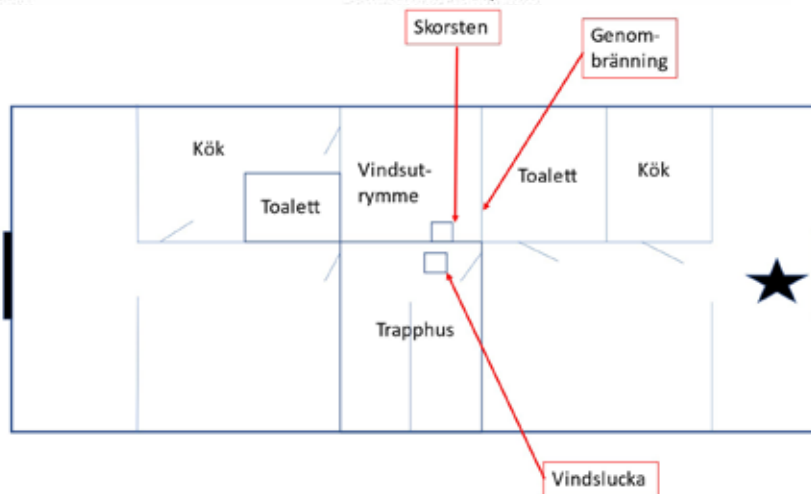 Skorsten
Genom-
bränning
Kök
Vindsut-
rymme
Toalett
Kök
Toalett
Trapphus
Vindslucka